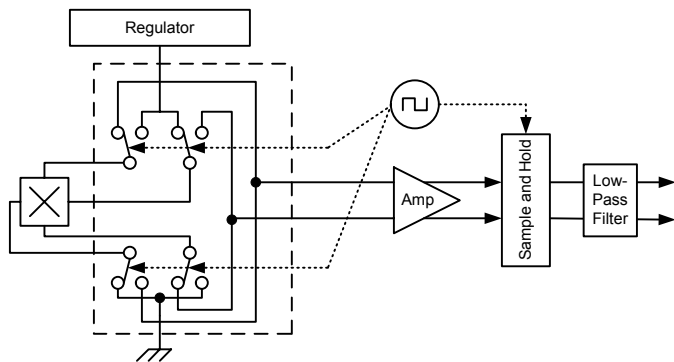 Regulator
Amp
Sample and Hold
Low-
Pass
Filter